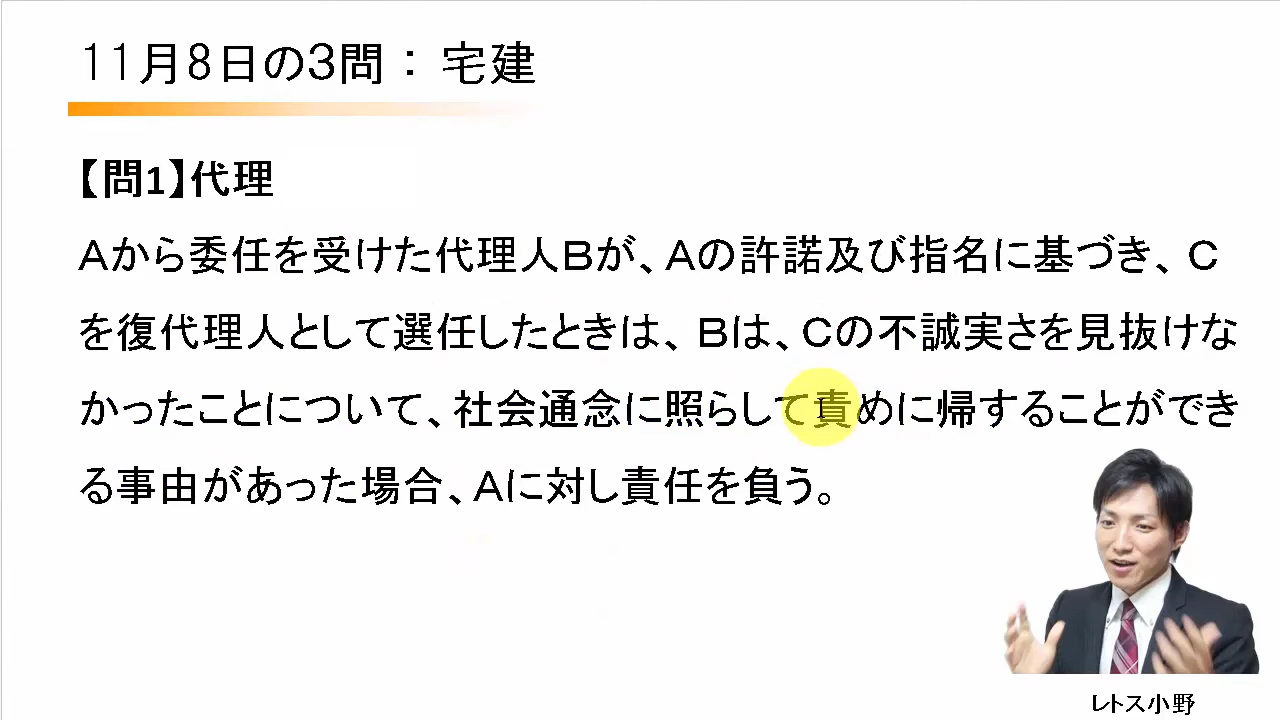 11月8日の3問：宅建
【問1】代理
Aから委任を受けた代理人Bが、Aの許諾及び指名に基づき、C
を復代理人として選任したときは、Bは、Cの不誠実さを見抜けな
かったことについて、社会通念に照らして責めに帰することができ
る事由があった場合、Aに対し責任を負う。
レトス小野